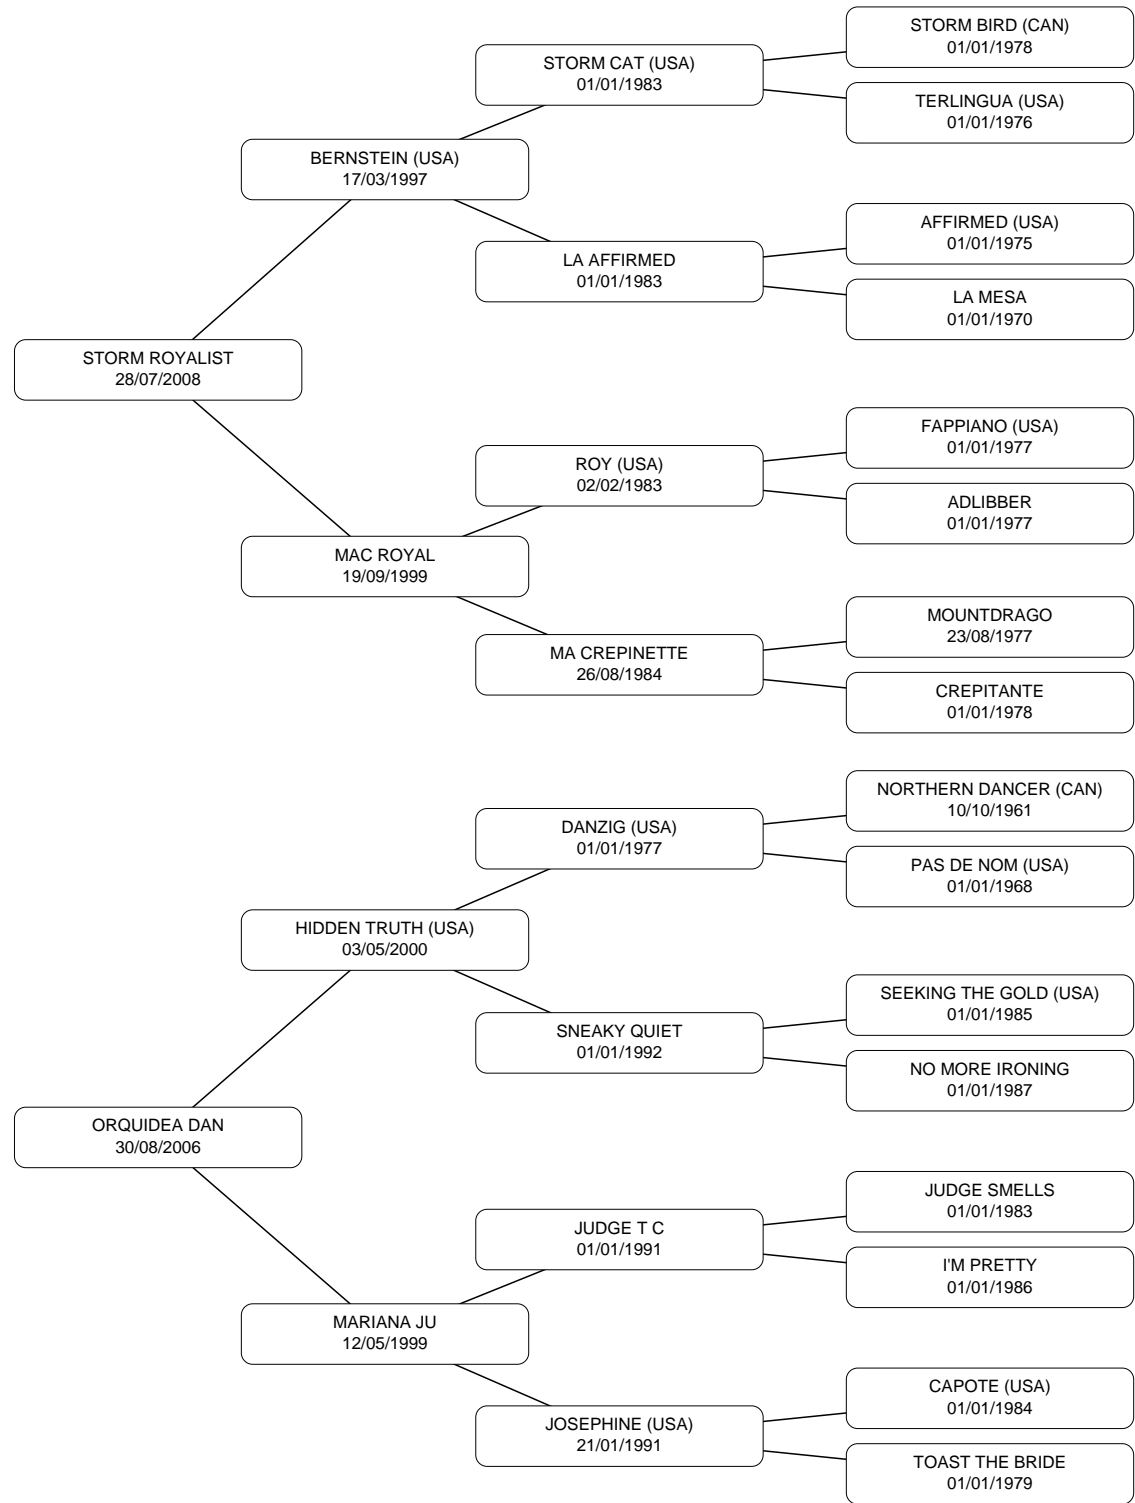 STORM BIRD (CAN)
01/01/1978
STORM CAT (USA)
01/01/1983
TERLINGUA (USA)
01/01/1976
BERNSTEIN (USA)
17/03/1997
AFFIRMED (USA)
01/01/1975
LA AFFIRMED
01/01/1983
LA MESA
01/01/1970
STORM ROYALIST
28/07/2008
FAPPIANO (USA)
01/01/1977
ROY (USA)
02/02/1983
ADLIBBER
01/01/1977
MAC ROYAL
19/09/1999
MOUNTDRAGO
23/08/1977
MA CREPINETTE
26/08/1984
CREPITANTE
01/01/1978
NORTHERN DANCER (CAN)
10/10/1961
DANZIG (USA)
01/01/1977
PAS DE NOM (USA)
01/01/1968
HIDDEN TRUTH (USA)
03/05/2000
SEEKING THE GOLD (USA)
01/01/1985
SNEAKY QUIET
01/01/1992
NO MORE IRONING
01/01/1987
ORQUIDEA DAN
30/08/2006
JUDGE SMELLS
01/01/1983
JUDGE T C
01/01/1991
I'M PRETTY
01/01/1986
MARIANA JU
12/05/1999
CAPOTE (USA)
01/01/1984
JOSEPHINE (USA)
21/01/1991
TOAST THE BRIDE
01/01/1979